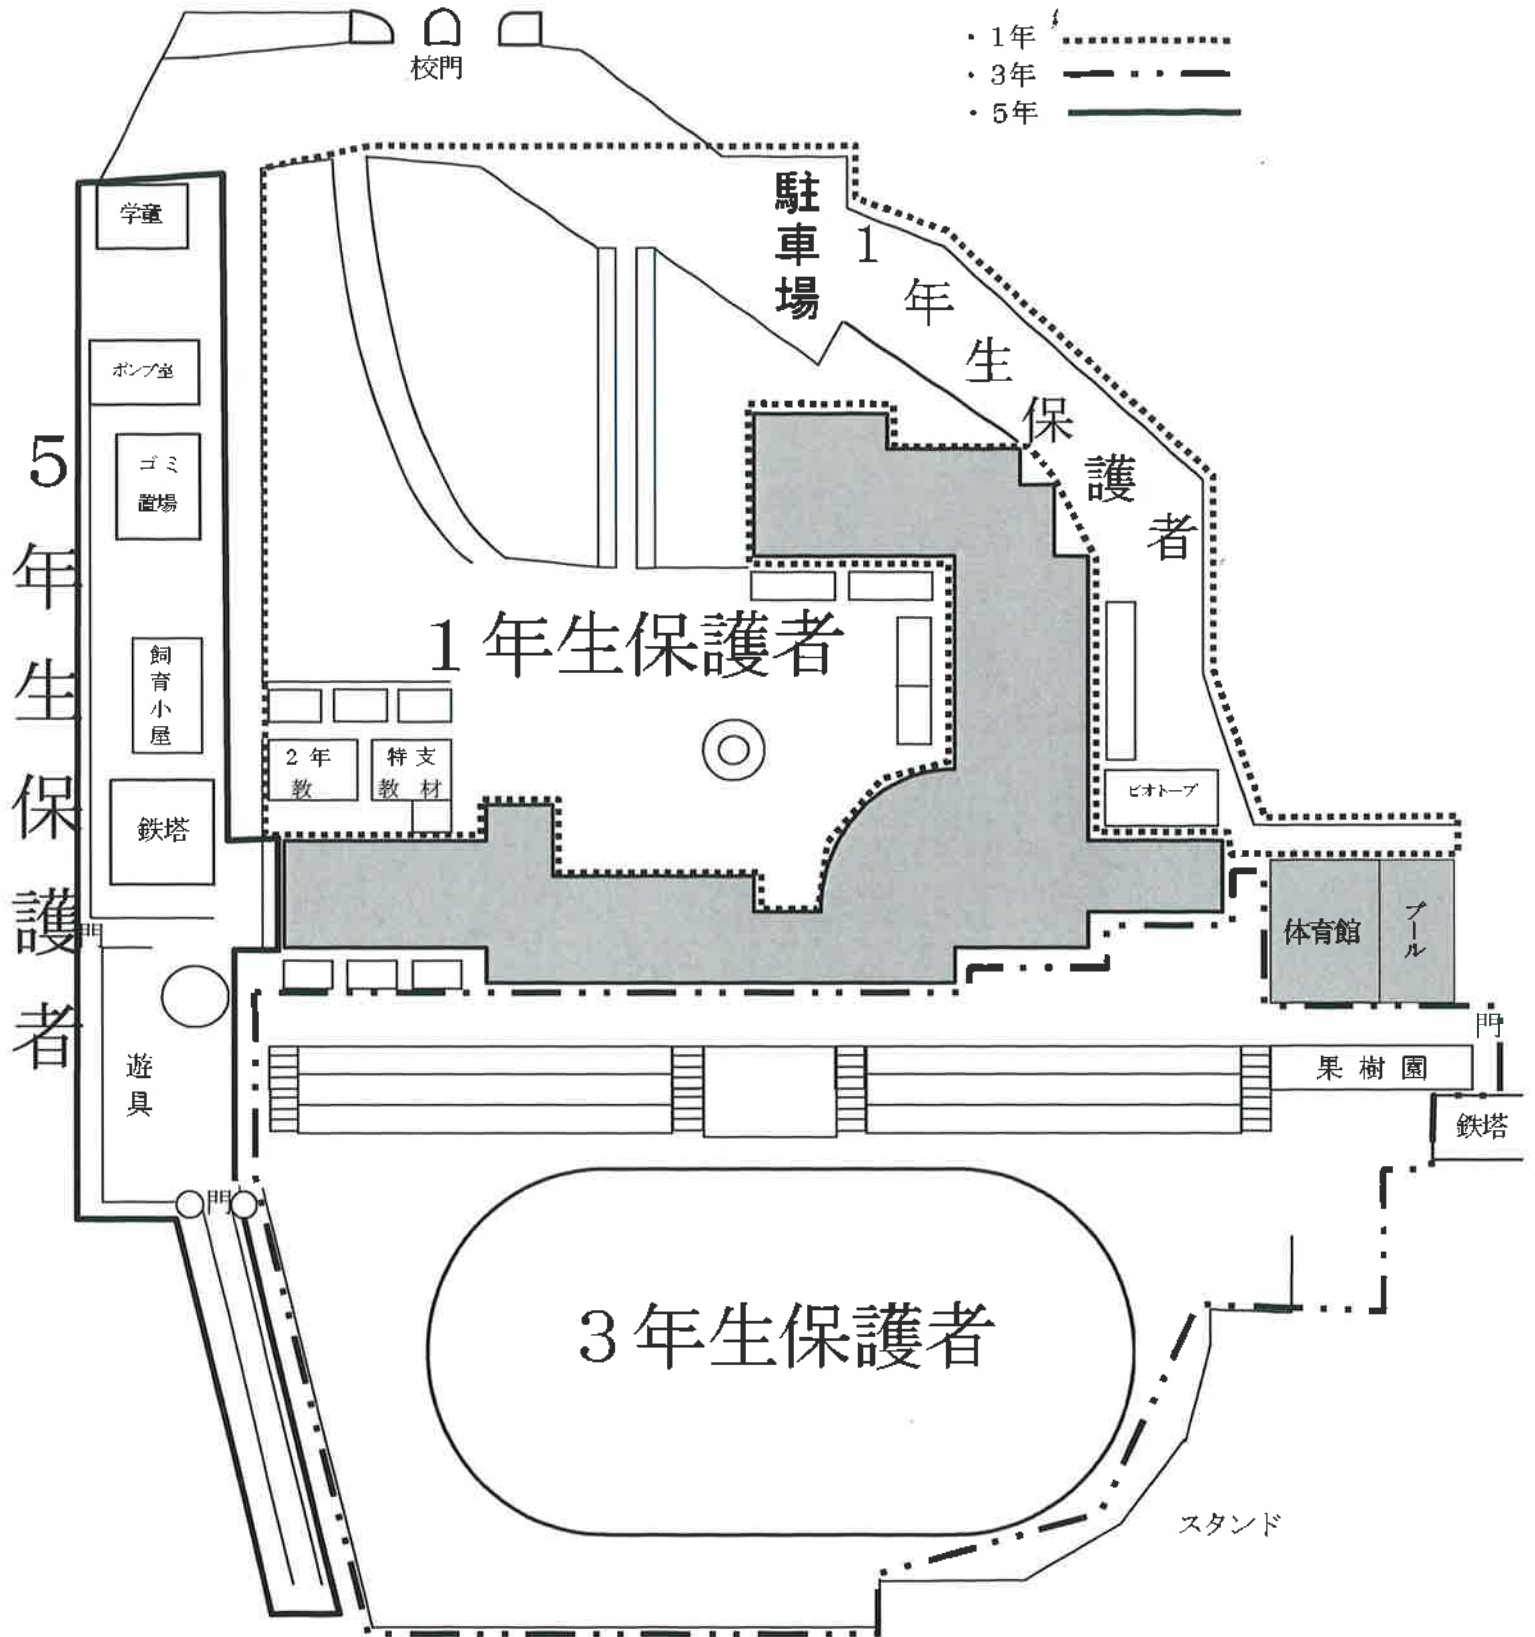 ・1年
・3年
・5年
校門
学童
駐車場
1年生保護者
ポンプ室
ゴミ
置場
5年生保護者
1年生保護者
飼育小屋
2年
教
特支
教材
ビオトープ
鉄塔
門
体育館
プール
門
遊具
果樹園
鉄塔
門
3年生保護者
スタンド